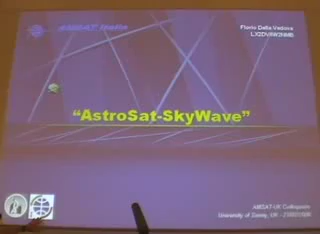 AMSAT Italia
Flavio Della Vedova
"AstroSat-SkyWave"
AMSAT-UK Colloquium
University of Surrey, UK -